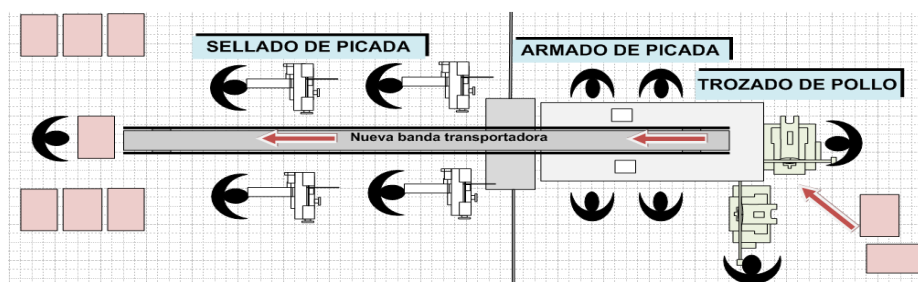 SELLADO DE PICADA
ARMADO DE PICADA
TROZADO DE POLLO
Nueva banda transportadora